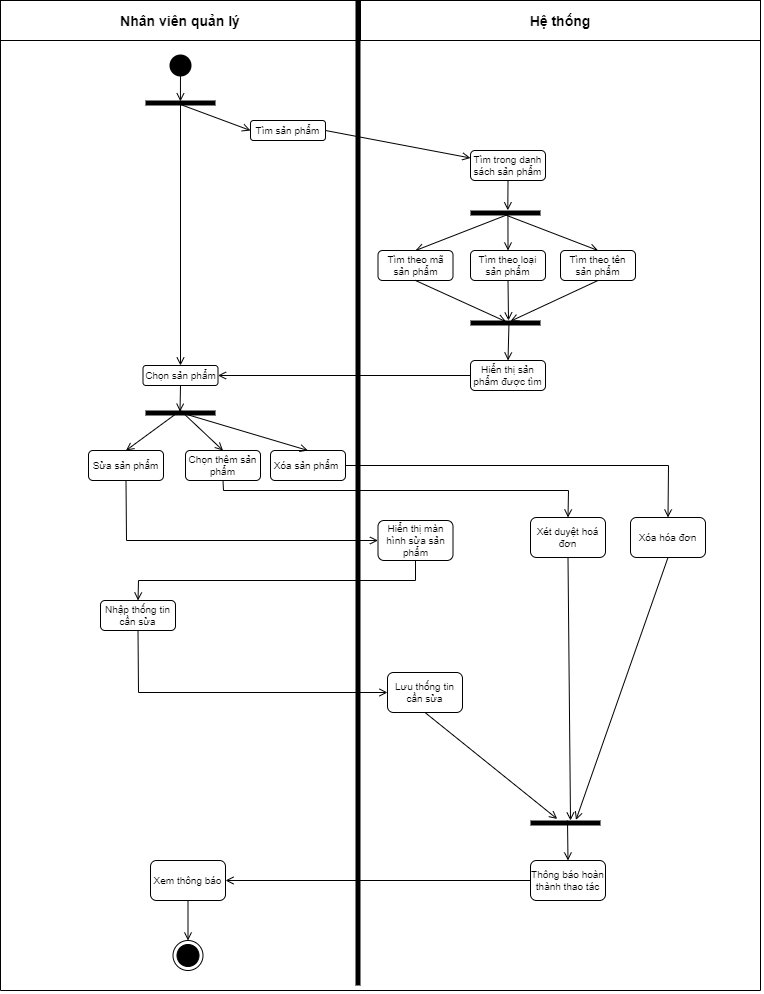 Nhân viên quản lý
Hệ thống
Tìm sản phẩm
Tìm trong danh
sách sản phẩm
Tìm theo mã
sản phẩm
Tìm theo loại
sản phẩm
Tìm theo tên
sản phẩm
Chọn sản phẩm
Hiển thị sản
phẩm được tìm
Sửa sản phẩm
Chọn thêm sản
phẩm
Xóa sản phẩm
Hiển thị màn
hình sửa sản
phẩm
Xét duyệt hoá
đơn
Xóa hóa đơn
Nhập thống tin
cần sửa
Lưu thống tin
cần sửa
Xem thông báo
Thông báo hoàn
thành thao tác